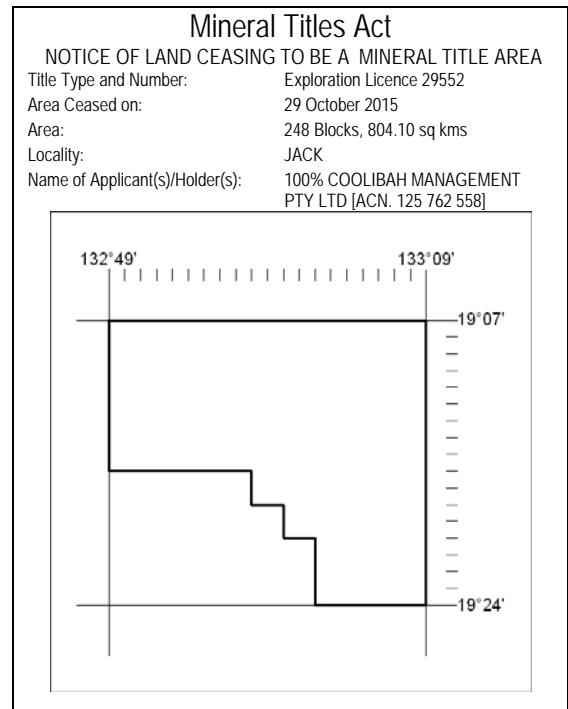 Mineral Titles Act
NOTICE OF LAND CEASING TO BE A MINERAL TITLE AREA
Title Type and Number: Exploration Licence 29552
Area Ceased on: 29 October 2015
Area: 248 Blocks, 804.10 sq kms
Locality: JACK
Name of Applicant(s)/Holder(s): 100% COOLIBAH MANAGEMENT
PTY LTD [ACN. 125 762 558]
132°49' 133°09'
19°07'
19°24'